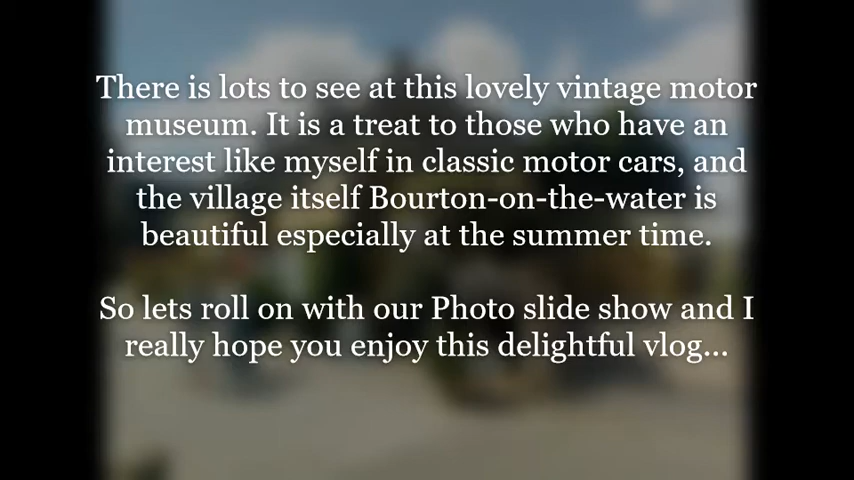 There is lots to see at this lovely vintage motor
museum. It is a treat to those who have an
interest like myself in classic motor cars, and
the village itself Bourton-on-the-water is
beautiful especially at the summer time.
So lets roll on with our Photo slide show and I
really hope you enjoy this delightful vlog...